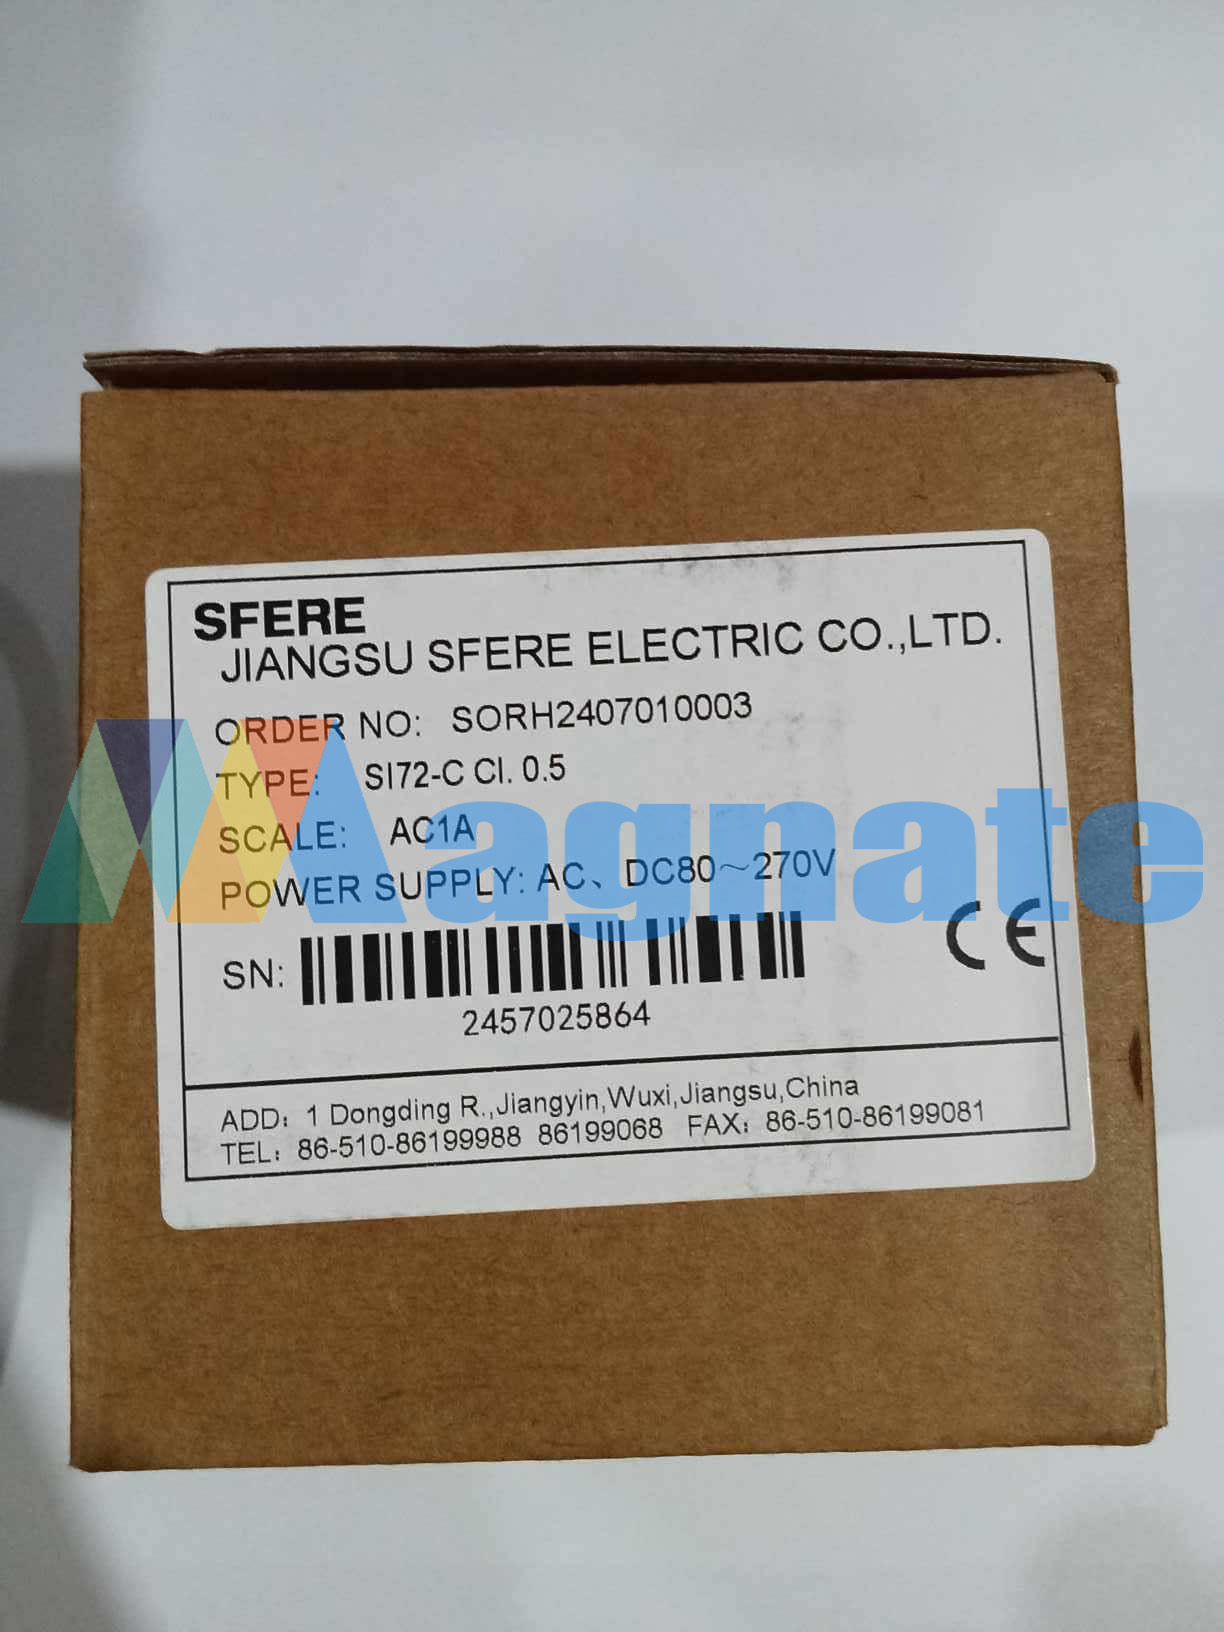 SFERE
JIANGSU SFERE ELECTRIC CO.,LTD.
ORDER NO: SORH2407010003
TYPE: SI72-C Cl. 0.5
SCALE: AC1A
POWER SUPPLY: AC、DC80～270V
Magnate
SN:
CE
2457025864
ADD: 1 Dongding R.,Jiangyin,Wuxi,Jiangsu,China
TEL: 86-510-86199988 86199068 FAX: 86-510-86199081